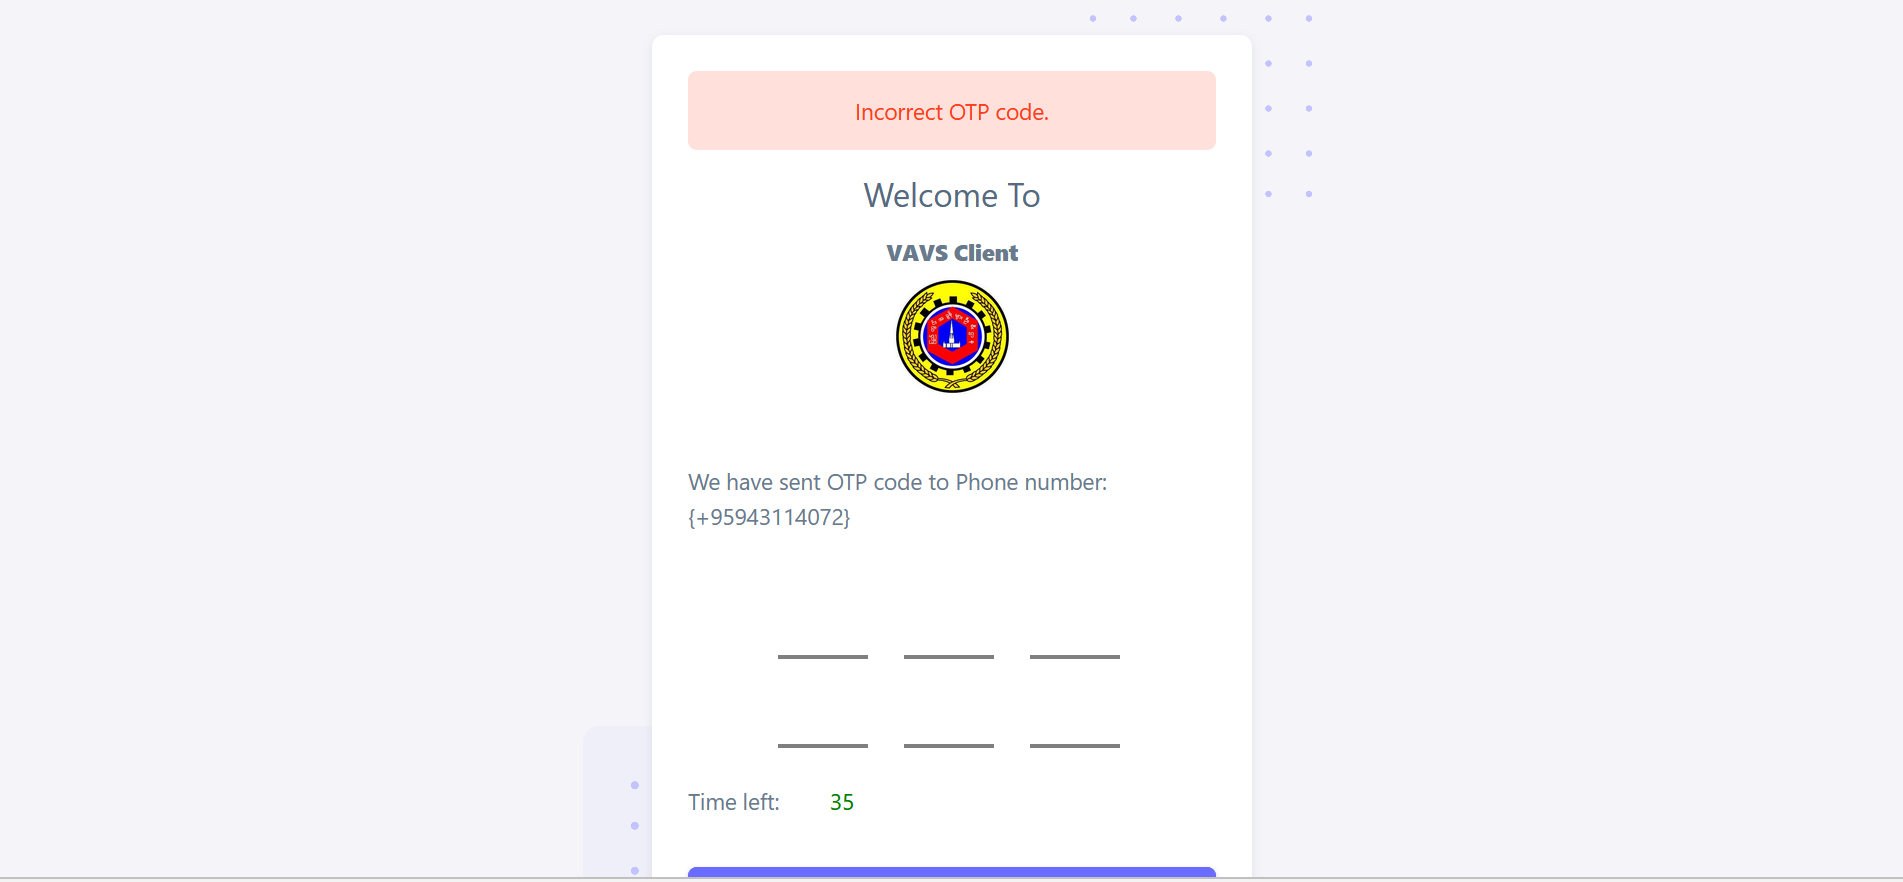 Incorrect OTP code.
Welcome To
VAVS Client
We have sent OTP code to Phone number:
{+95943114072}
Time left: 35